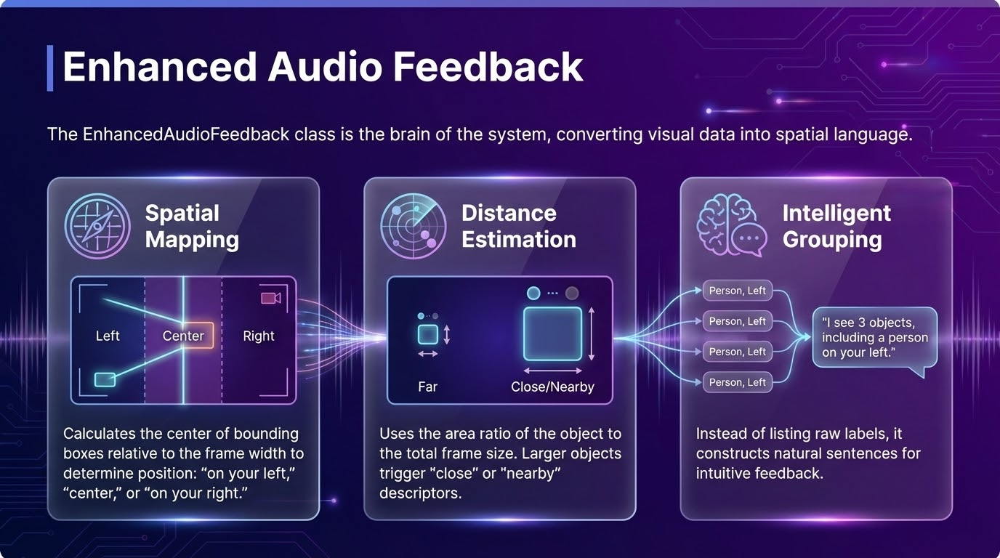 Enhanced Audio Feedback
The EnhancedAudioFeedback class is the brain of the system, converting visual data into spatial language.
Spatial
Mapping
Left
Center
Right
Calculates the center of bounding
boxes relative to the frame width to
determine position: “on your left,”
“center,” or “on your right.”
Distance
Estimation
Far
Close/Nearby
Uses the area ratio of the object to
the total frame size. Larger objects
trigger "close" or "nearby"
descriptors.
Intelligent
Grouping
Person, Left
Person, Left
Person, Left
Person, Left
"I see 3 objects,
including a person
on your left."
Instead of listing raw labels, it
constructs natural sentences for
intuitive feedback.